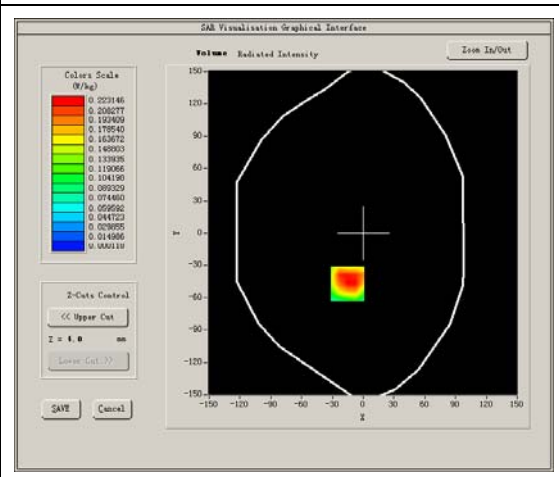 SAR Visualisation Graphical Interface
Volume Radiated Intensity
Zoom In/Out
Colors Scale
(W/kg)
0.223146
0.208277
0.193409
0.178540
0.163672
0.148803
0.133935
0.119066
0.104198
0.089329
0.074460
0.059592
0.044723
0.029855
0.014986
0.000118
Z-Cuts Control
<< Upper Cut
Z = 4.0 mm
Lower Cut >>
SAVE
Cancel
150
120
90
60
30
0
-30
-60
-90
-120
-150
Y
-150 -120 -90 -60 -30 0 30 60 90 120 150
X